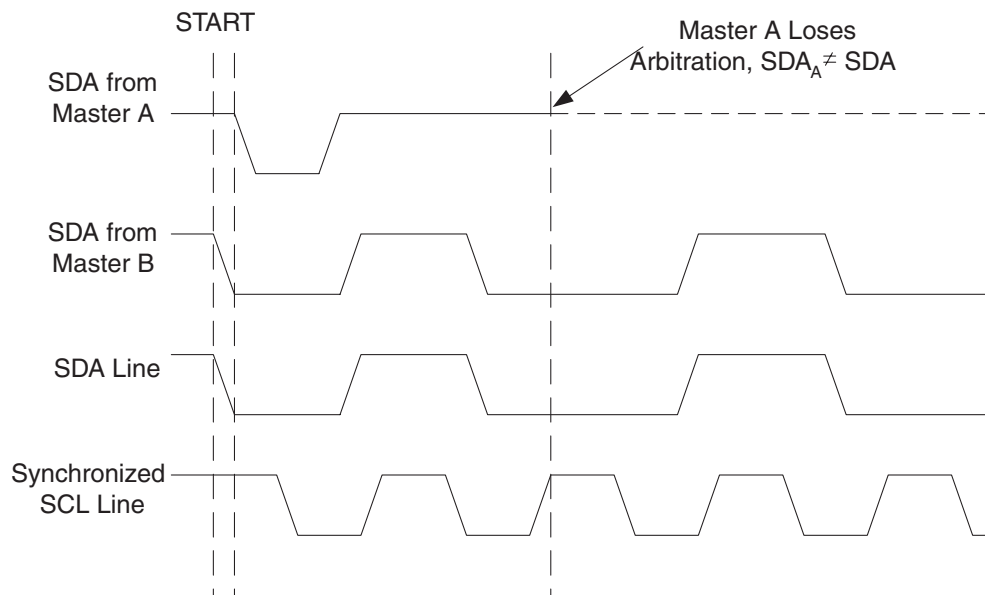 START
Master A Loses
Arbitration, SDA_A ≠ SDA
SDA from
Master A
SDA from
Master B
SDA Line
Synchronized
SCL Line